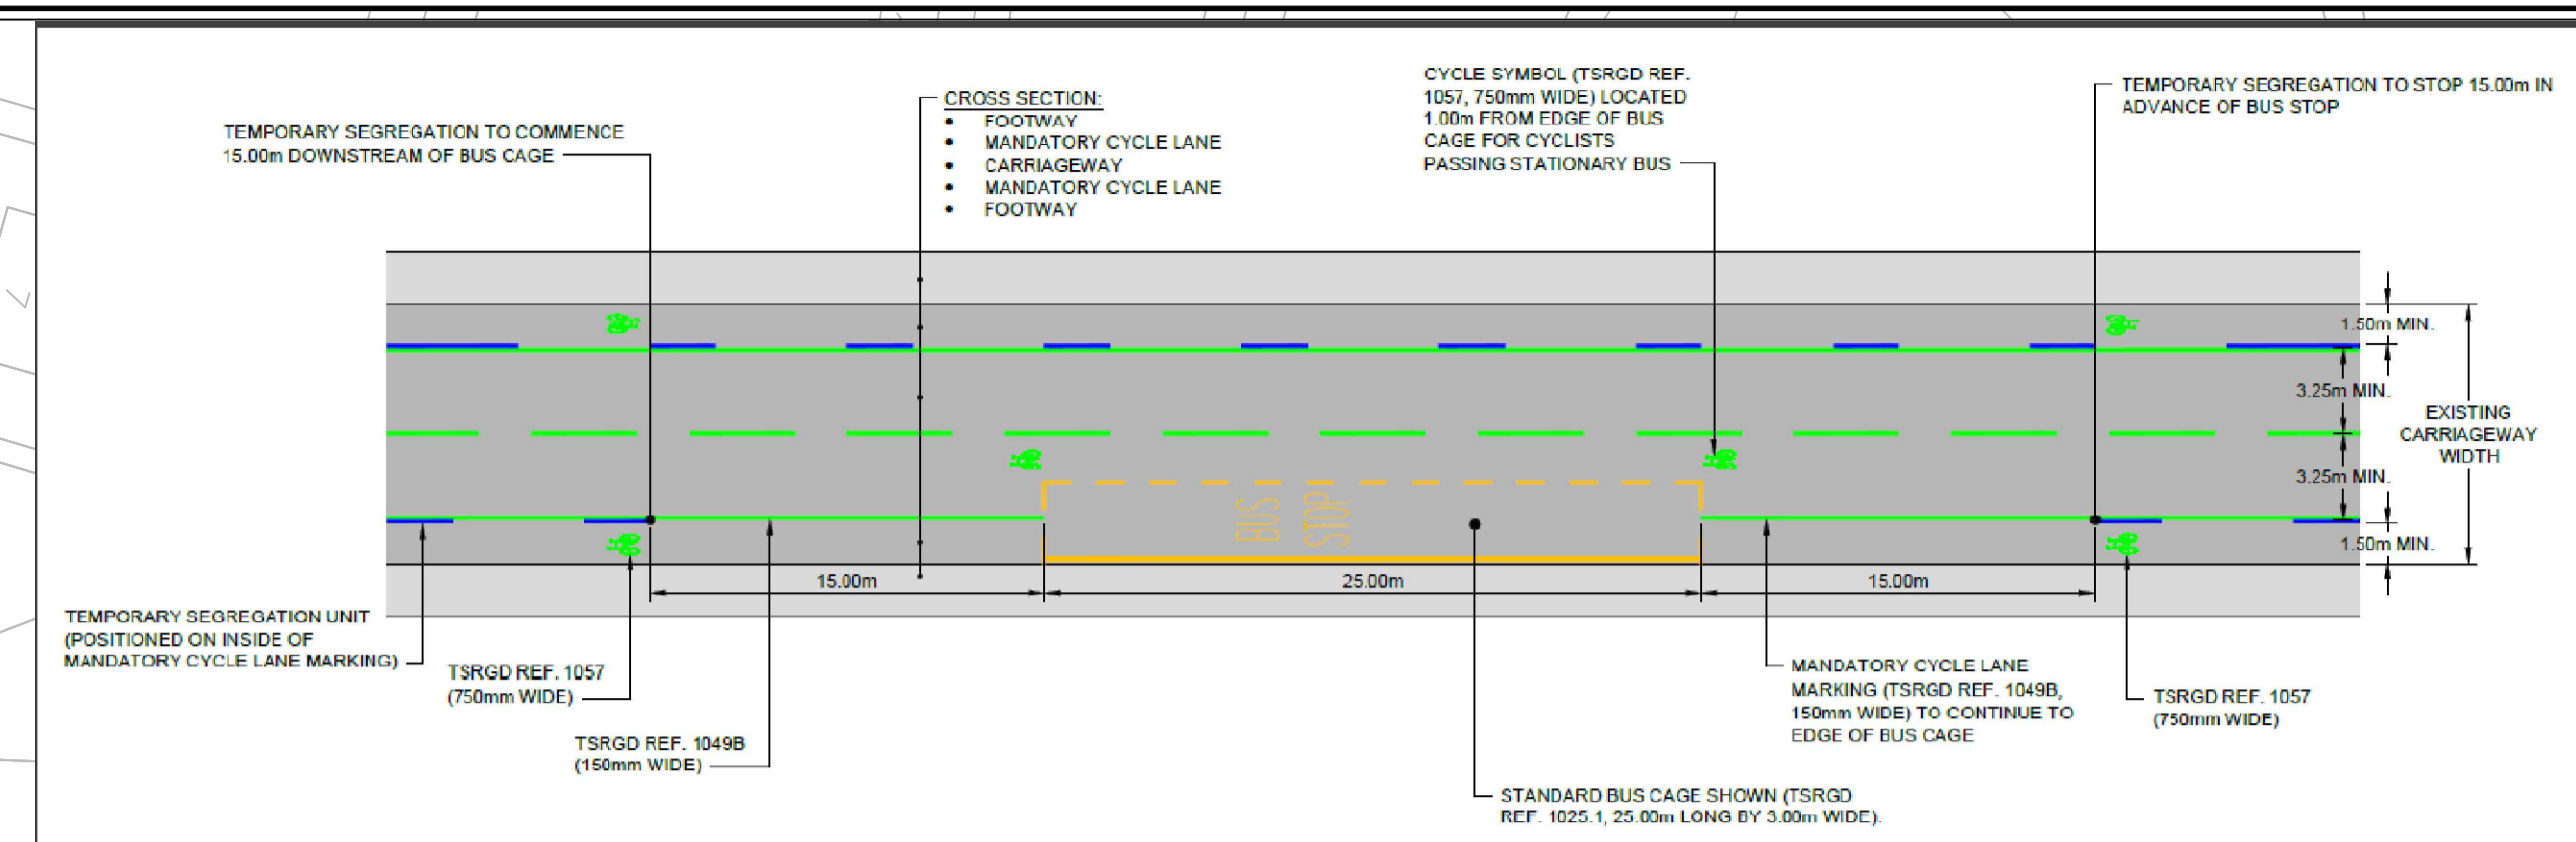 TEMPORARY SEGREGATION TO COMMENCE
15.00m DOWNSTREAM OF BUS CAGE
CROSS SECTION:
• FOOTWAY
• MANDATORY CYCLE LANE
• CARRIAGEWAY
• MANDATORY CYCLE LANE
• FOOTWAY
CYCLE SYMBOL (TSRGD REF.
1057, 750mm WIDE) LOCATED
1.00m FROM EDGE OF BUS
CAGE FOR CYCLISTS
PASSING STATIONARY BUS
TEMPORARY SEGREGATION TO STOP 15.00m IN
ADVANCE OF BUS STOP
1.50m MIN.
3.25m MIN.
EXISTING
CARRIAGEWAY
WIDTH
3.25m MIN.
1.50m MIN.
BUS
STOP
15.00m
25.00m
15.00m
TEMPORARY SEGREGATION UNIT
(POSITIONED ON INSIDE OF
MANDATORY CYCLE LANE MARKING)
TSRGD REF. 1057
(750mm WIDE)
TSRGD REF. 1049B
(150mm WIDE)
MANDATORY CYCLE LANE
MARKING (TSRGD REF. 1049B,
150mm WIDE) TO CONTINUE TO
EDGE OF BUS CAGE
TSRGD REF. 1057
(750mm WIDE)
STANDARD BUS CAGE SHOWN (TSRGD
REF. 1025.1, 25.00m LONG BY 3.00m WIDE).